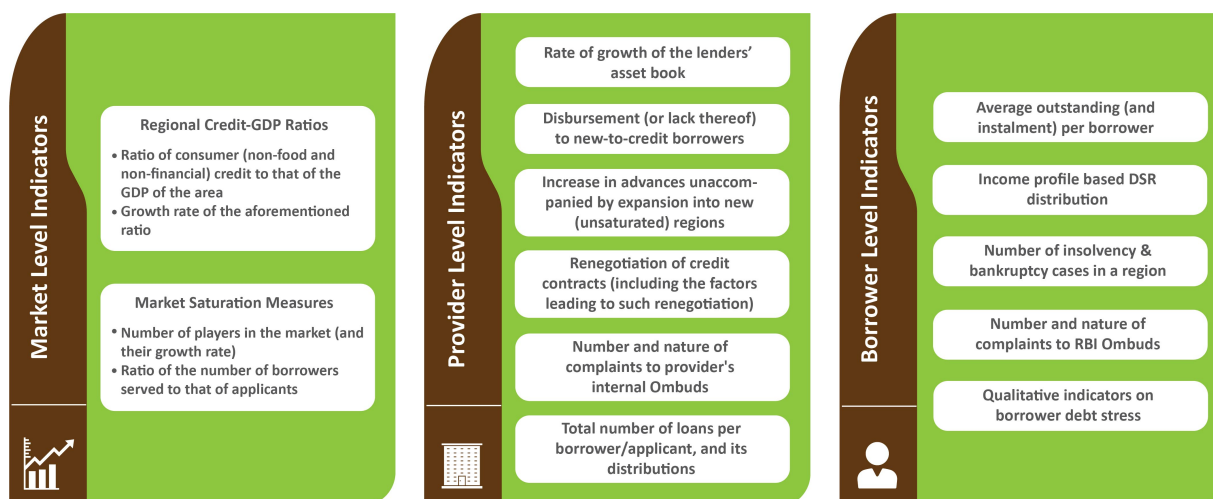 Market Level Indicators
Regional Credit-GDP Ratios
• Ratio of consumer (non-food and
non-financial) credit to that of the
GDP of the area
• Growth rate of the aforementioned
ratio
Market Saturation Measures
• Number of players in the market (and
their growth rate)
• Ratio of the number of borrowers
served to that of applicants
Provider Level Indicators
Rate of growth of the lenders’
asset book
Disbursement (or lack thereof)
to new-to-credit borrowers
Increase in advances unaccom-
panied by expansion into new
(unsaturated) regions
Renegotiation of credit
contracts (including the factors
leading to such renegotiation)
Number and nature of
complaints to provider's
internal Ombuds
Total number of loans per
borrower/applicant, and its
distributions
Borrower Level Indicators
Average outstanding (and
instalment) per borrower
Income profile based DSR
distribution
Number of insolvency &
bankruptcy cases in a region
Number and nature of
complaints to RBI Ombuds
Qualitative indicators on
borrower debt stress